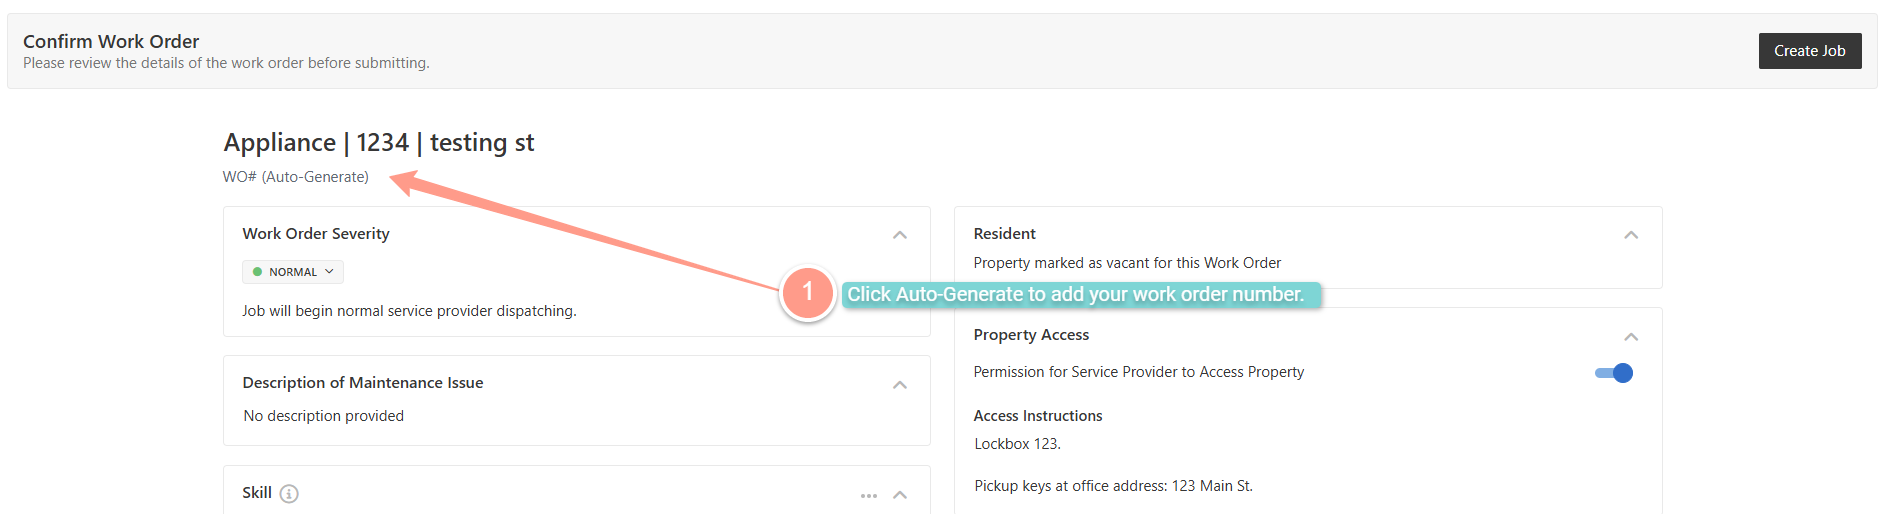 Confirm Work Order
Please review the details of the work order before submitting.
Create Job
Appliance | 1234 | testing st
WO# (Auto-Generate)
Work Order Severity
NORMAL
Job will begin normal service provider dispatching.
1
Click Auto-Generate to add your work order number.
Description of Maintenance Issue
No description provided
Skill
Resident
Property marked as vacant for this Work Order
Property Access
Permission for Service Provider to Access Property
Access Instructions
Lockbox 123.
Pickup keys at office address: 123 Main St.